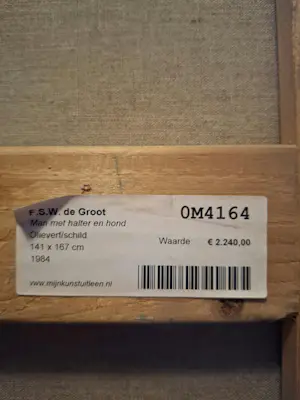 F.S.W. de Groot
OM4164
Man met halter en hond
Olieverf/schild
141 x 167 cm
Waarde € 2.240,00
1984
www.mijnkunstuitleen.nl